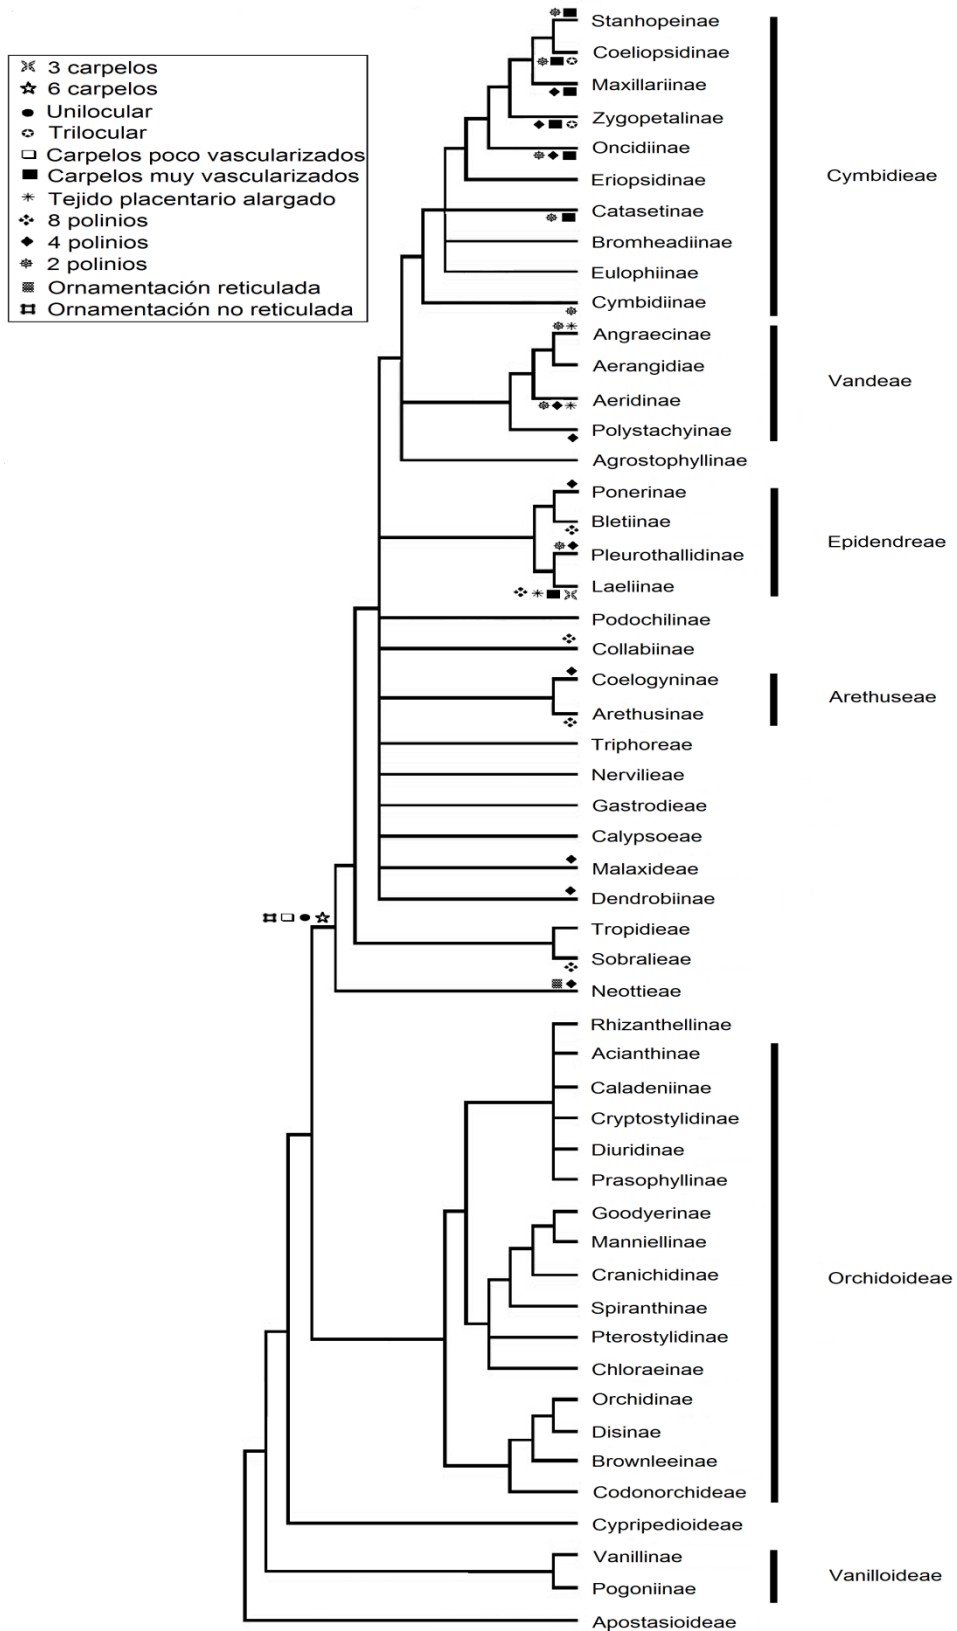 3 carpelos
6 carpelos
Unilocular
Trilocular
Carpelos poco vascularizados
Carpelos muy vascularizados
Tejido placentario alargado
8 polinios
4 polinios
2 polinios
Ornamentación reticulada
Ornamentación no reticulada
Stanhopeinae
Coeliopsidinae
Maxillariinae
Zygopetalinae
Oncidiinae
Eriopsidinae
Catasetinae
Bromheadiinae
Eulophiinae
Cymbidiinae
Cymbidieae
Angraecinae
Aerangidiae
Aeridinae
Polystachyinae
Vandeae
Agrostophyllinae
Ponerinae
Bletiinae
Pleurothallidinae
Laeliinae
Epidendreae
Podochilinae
Collabiinae
Coelogyninae
Arethusinae
Arethuseae
Triphoreae
Nervilieae
Gastrodieae
Calypsoeae
Malaxideae
Dendrobiinae
Tropidieae
Sobralieae
Neottieae
Rhizanthellinae
Acianthinae
Caladeniinae
Cryptostylidinae
Diuridinae
Prasophyllinae
Goodyerinae
Manniellinae
Cranichidinae
Spiranthinae
Pterostylidinae
Chloraeinae
Orchidinae
Disinae
Brownleeinae
Codonorchideae
Orchidoideae
Cypripedioideae
Vanillinae
Pogoniinae
Vanilloideae
Apostasioideae